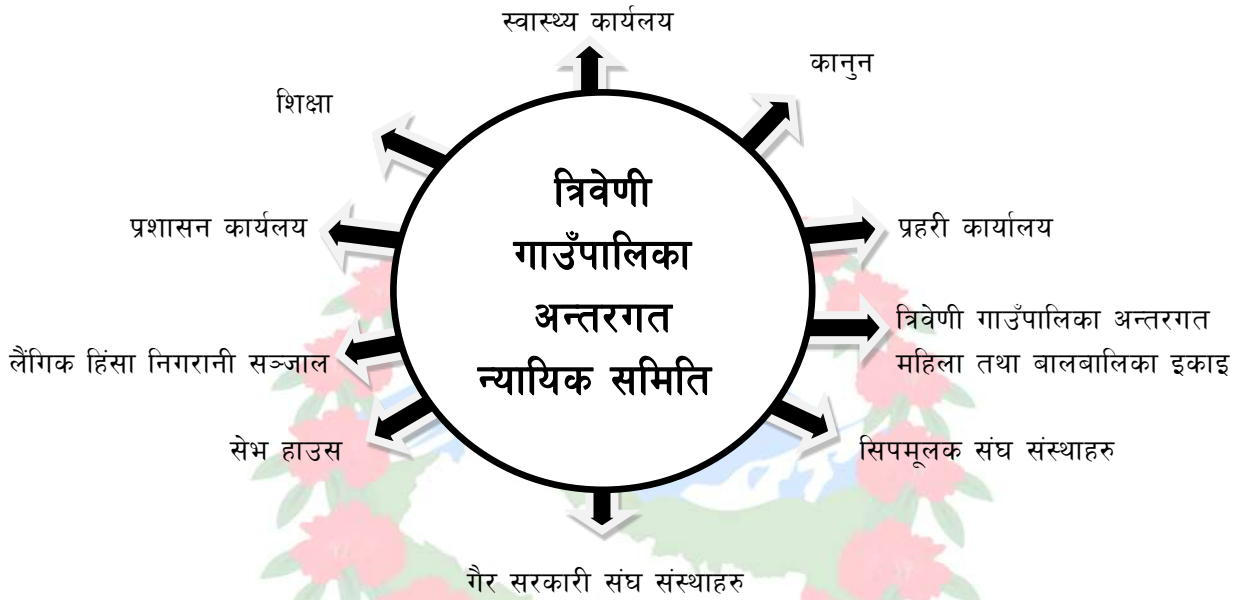 स्वास्थ्य कार्यलय
कानुन
शिक्षा
प्रशासन कार्यलय
प्रहरी कार्यालय
त्रिवेणी
गाउँपालिका
अन्तरगत
न्यायिक समिति
त्रिवेणी गाउँपालिका अन्तरगत
महिला तथा बालबालिका इकाइ
लैंगिक हिंसा निगरानी सञ्जाल
सेभ हाउस
सिपमूलक संघ संस्थाहरु
गैर सरकारी संघ संस्थाहरु